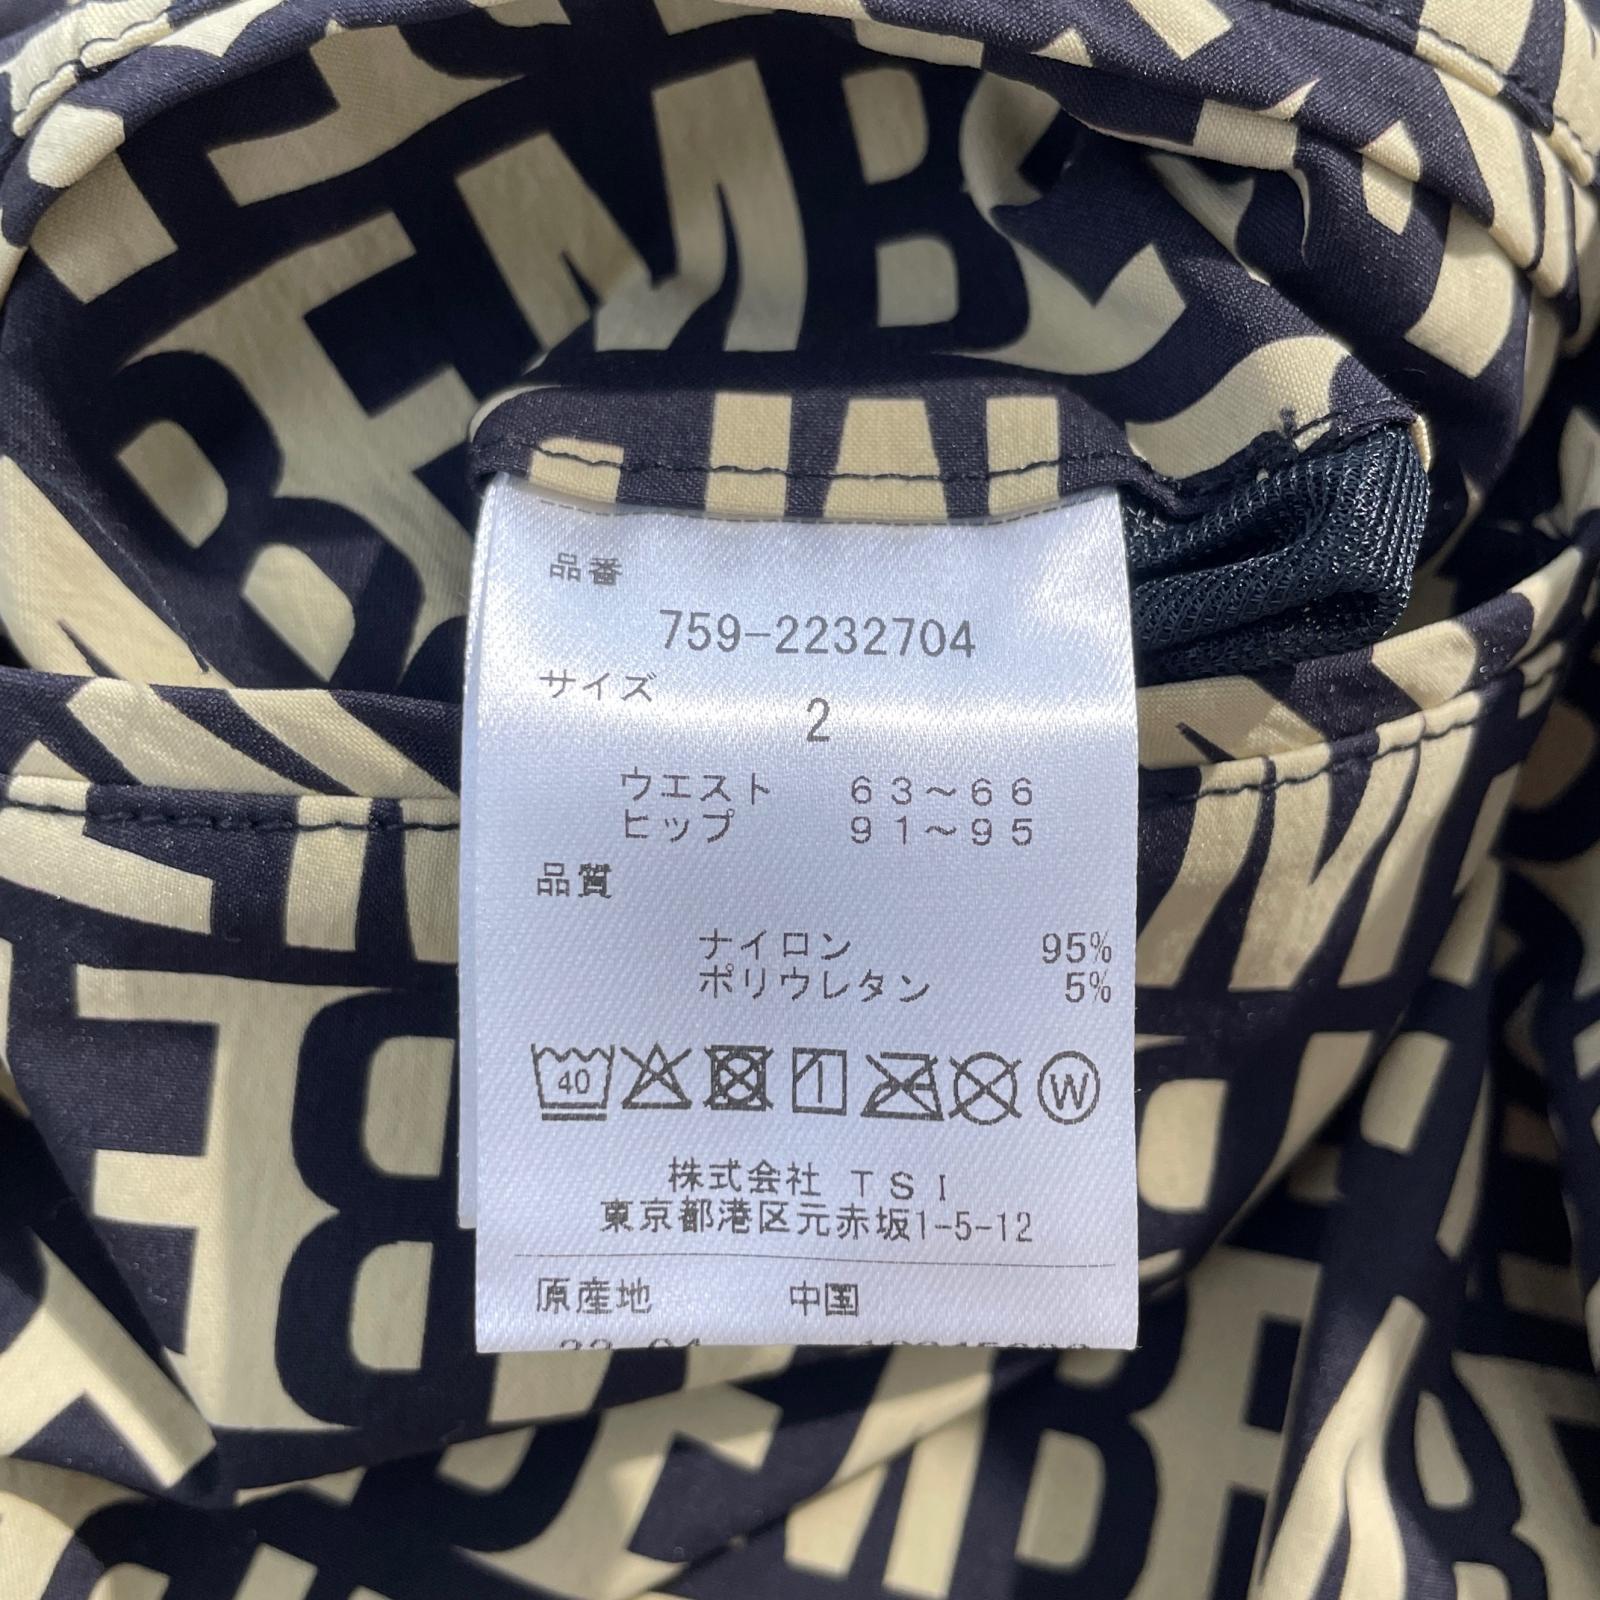 品番
759-2232704
サイズ
2
ウエスト 63~66
ヒップ 91~95
品質
ナイロン 95%
ポリウレタン 5%
40
W
株式会社 TSI
東京都港区元赤坂1-5-12
原産地 中国